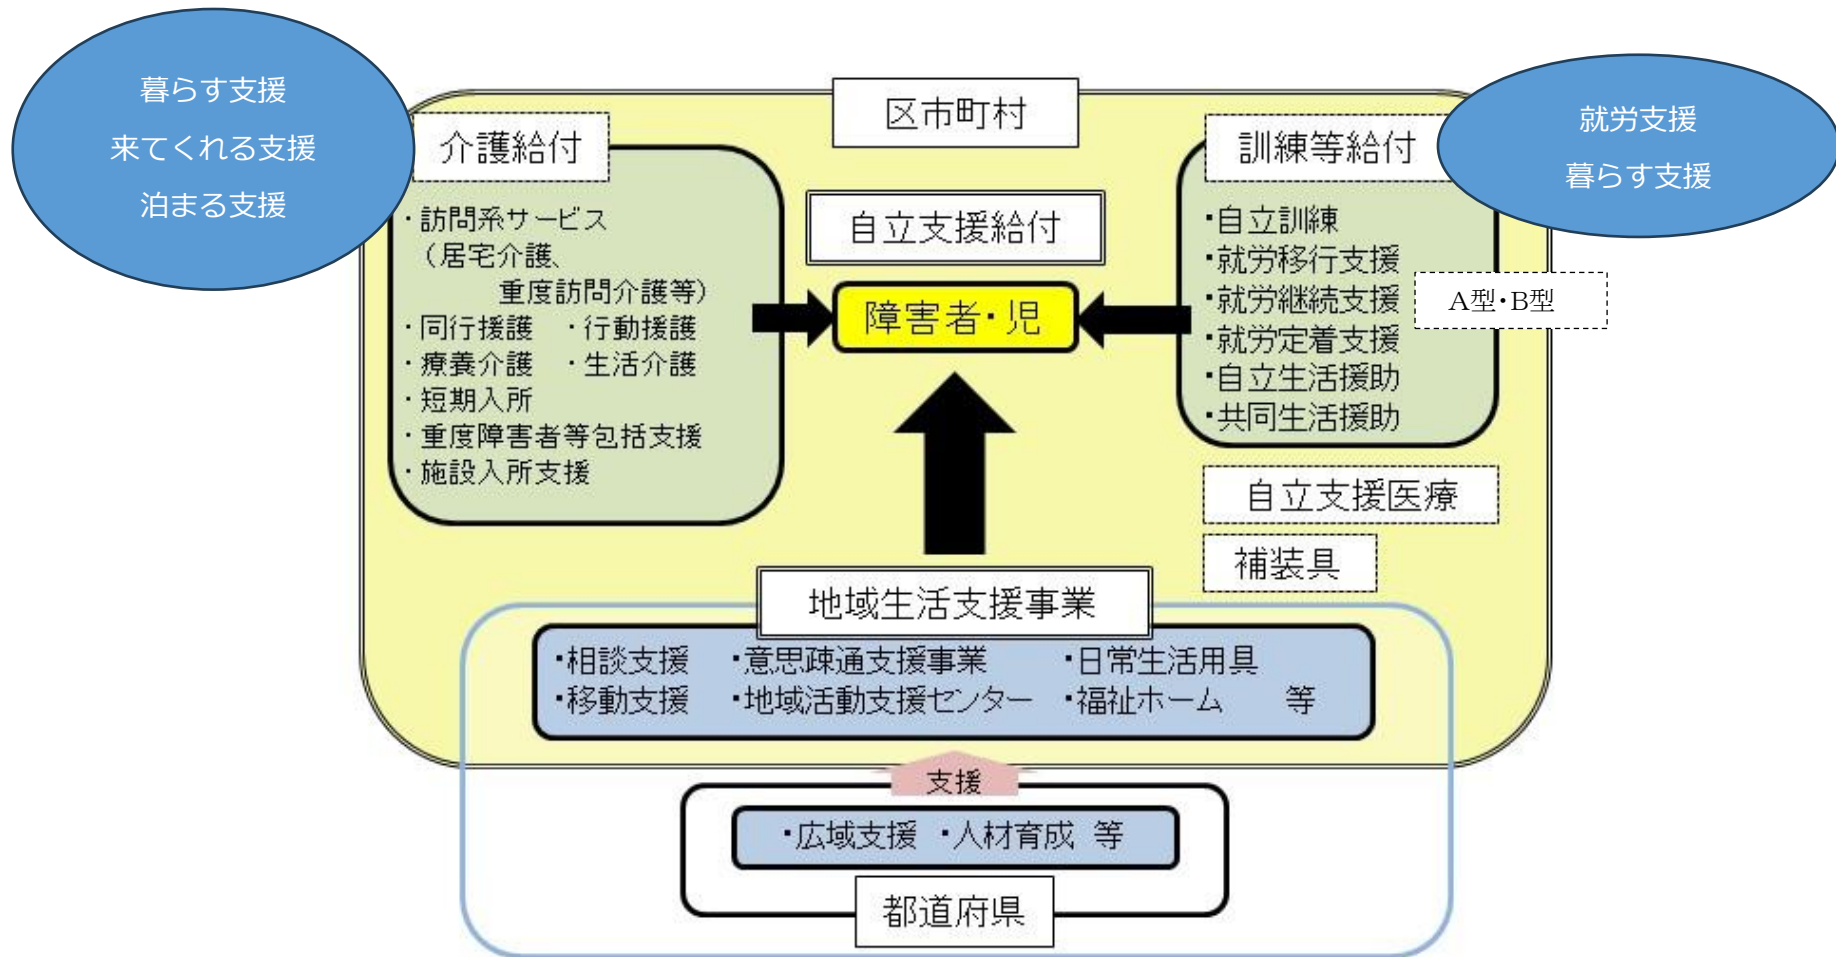 暮らす支援
来てくれる支援
泊まる支援
区市町村
就労支援
暮らす支援
介護給付
・訪問系サービス
（居宅介護、
重度訪問介護等）
・同行援護　・行動援護
・療養介護　・生活介護
・短期入所
・重度障害者等包括支援
・施設入所支援
自立支援給付
障害者・児
訓練等給付
・自立訓練
・就労移行支援
・就労継続支援
A型・B型
・就労定着支援
・自立生活援助
・共同生活援助
自立支援医療
補装具
地域生活支援事業
・相談支援　・意思疎通支援事業　・日常生活用具
・移動支援　・地域活動支援センター　・福祉ホーム　等
支援
・広域支援　・人材育成　等
都道府県